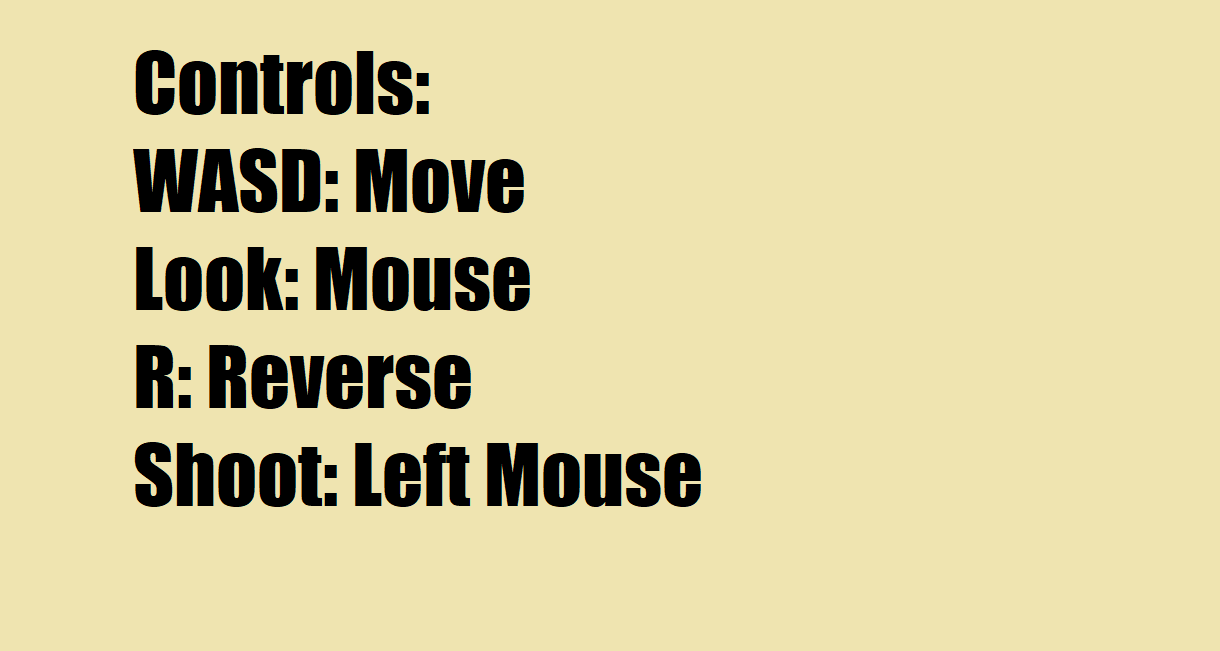 Controls:
WASD: Move
Look: Mouse
R: Reverse
Shoot: Left Mouse